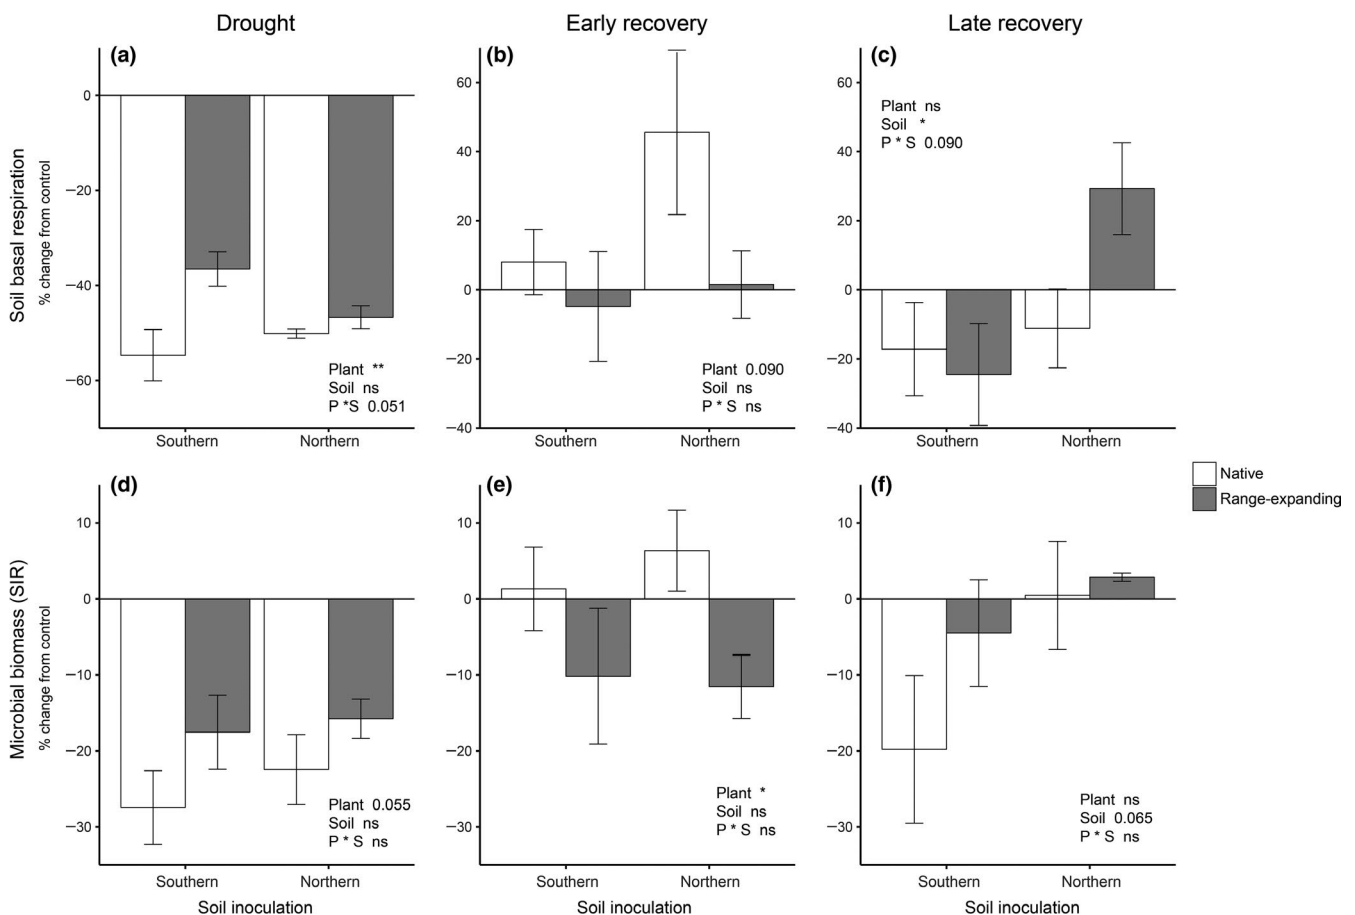 Drought
Early recovery
Late recovery
(a)
(b)
(c)
Soil basal respiration
% change from control
0
−20
−40
−60
Plant **
Soil ns
P *S 0.051
Southern
Northern
60
40
20
0
−20
−40
Plant 0.090
Soil ns
P * S ns
Southern
Northern
60
40
20
0
−20
−40
Plant ns
Soil *
P * S 0.090
Southern
Northern
Native
Range-expanding
(d)
(e)
(f)
Microbial biomass (SIR)
% change from control
10
0
−10
−20
−30
Plant 0.055
Soil ns
P * S ns
Southern
Northern
Soil inoculation
10
0
−10
−20
−30
Plant *
Soil ns
P * S ns
Southern
Northern
Soil inoculation
10
0
−10
−20
−30
Plant ns
Soil 0.065
P * S ns
Southern
Northern
Soil inoculation